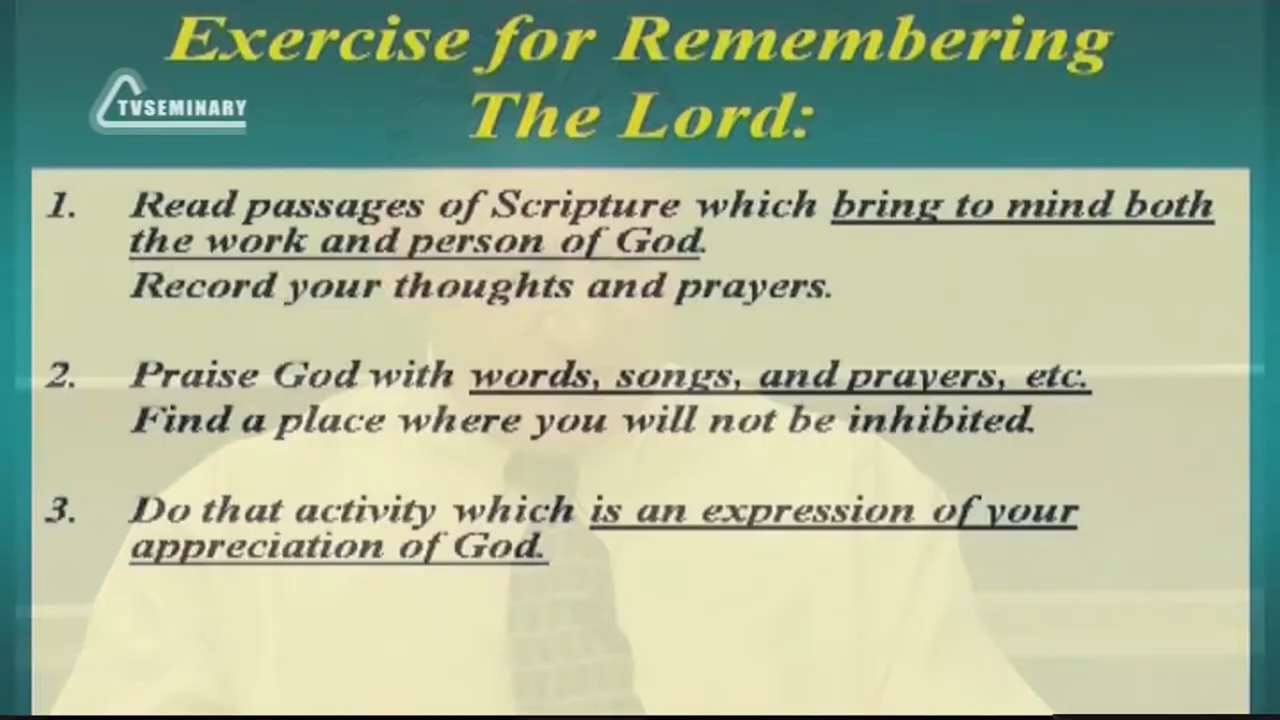 Exercise for Remembering
The Lord:
TVSEMINARY
1. Read passages of Scripture which bring to mind both
the work and person of God.
Record your thoughts and prayers.
2. Praise God with words, songs, and prayers, etc.
Find a place where you will not be inhibited.
3. Do that activity which is an expression of your
appreciation of God.